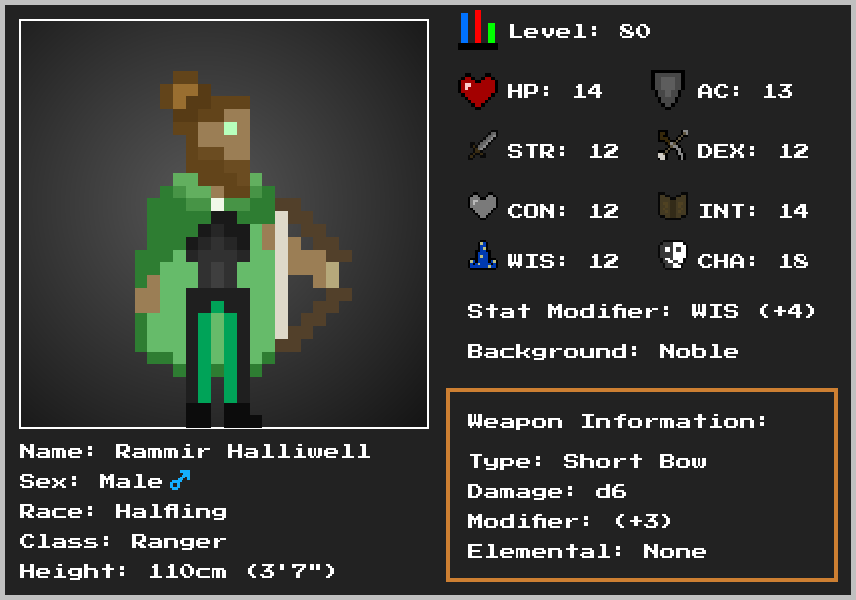 Level: 80
HP: 14
AC: 13
STR: 12
DEX: 12
CON: 12
INT: 14
WIS: 12
CHA: 18
Stat Modifier: WIS (+4)
Background: Noble
Weapon Information:
Type: Short Bow
Damage: d6
Modifier: (+3)
Elemental: None
Name: Rammir Halliwell
Sex: Male ♂
Race: Halfling
Class: Ranger
Height: 110cm (3'7")